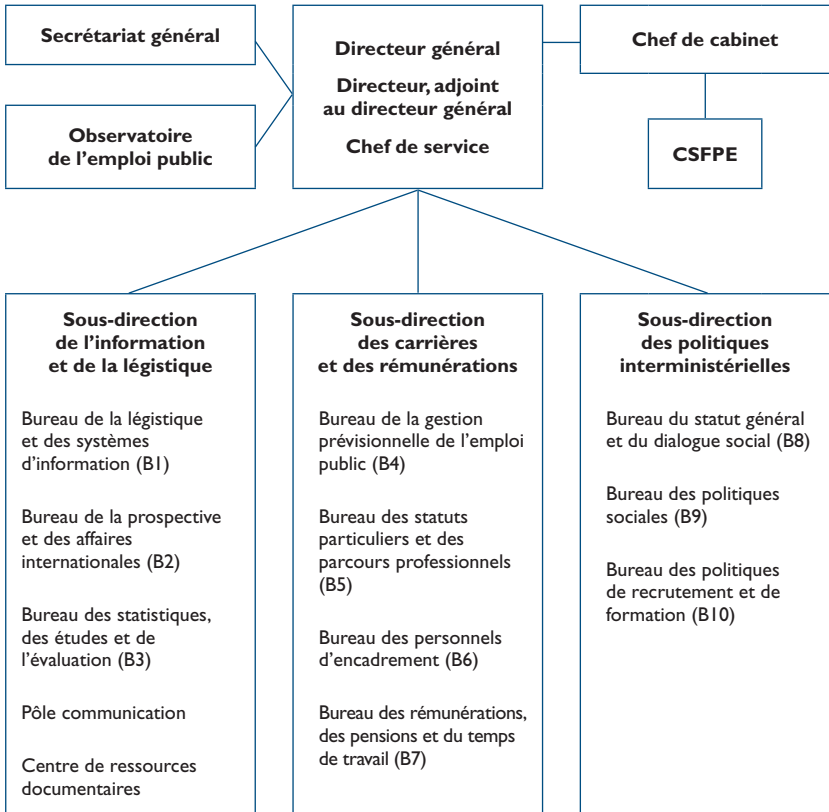 Secrétariat général
Observatoire
de l'emploi public
Directeur général
Directeur, adjoint
au directeur général
Chef de service
Chef de cabinet
CSFPE
Sous-direction
de l'information
et de la légistique
Bureau de la légistique
et des systèmes
d'information (B1)
Bureau de la prospective
et des affaires
internationales (B2)
Bureau des statistiques,
des études et de
l'évaluation (B3)
Pôle communication
Centre de ressources
documentaires
Sous-direction
des carrières
et des rémunérations
Bureau de la gestion
prévisionnelle de l'emploi
public (B4)
Bureau des statuts
particuliers et des
parcours professionnels
(B5)
Bureau des personnels
d'encadrement (B6)
Bureau des rémunérations,
des pensions et du temps
de travail (B7)
Sous-direction
des politiques
interministérielles
Bureau du statut général
et du dialogue social (B8)
Bureau des politiques
sociales (B9)
Bureau des politiques
de recrutement et de
formation (B10)